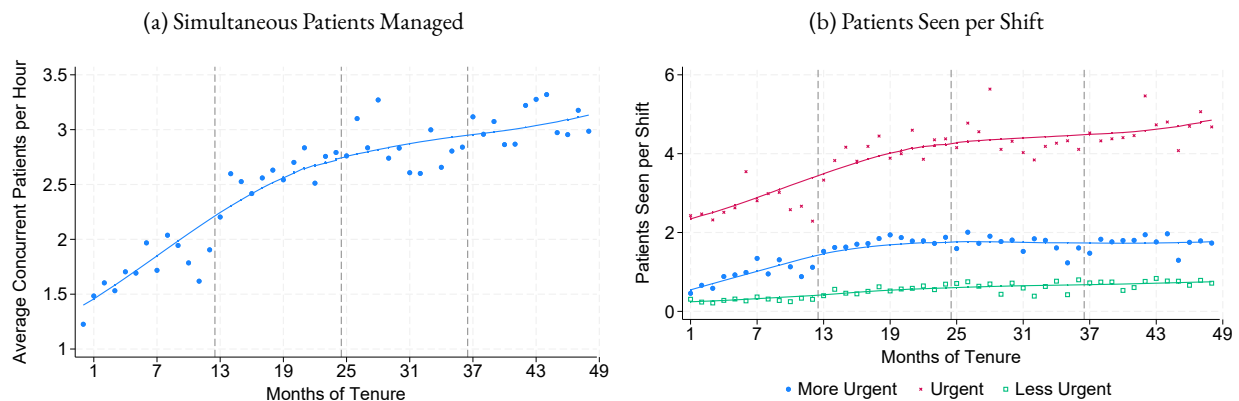 (a) Simultaneous Patients Managed
Average Concurrent Patients per Hour
3.5
3
2.5
2
1.5
1
1 7 13 19 25 31 37 43 49
Months of Tenure
(b) Patients Seen per Shift
Patients Seen per Shift
6
4
2
0
1 7 13 19 25 31 37 43 49
Months of Tenure
More Urgent Urgent Less Urgent